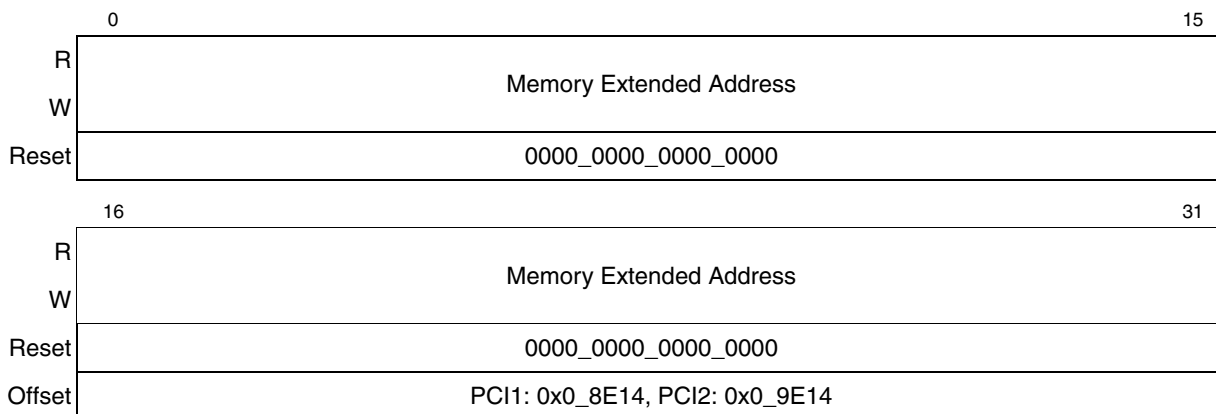 0 15
R
Memory Extended Address
W
Reset 0000_0000_0000_0000
16 31
R
Memory Extended Address
W
Reset 0000_0000_0000_0000
Offset PCI1: 0x0_8E14, PCI2: 0x0_9E14